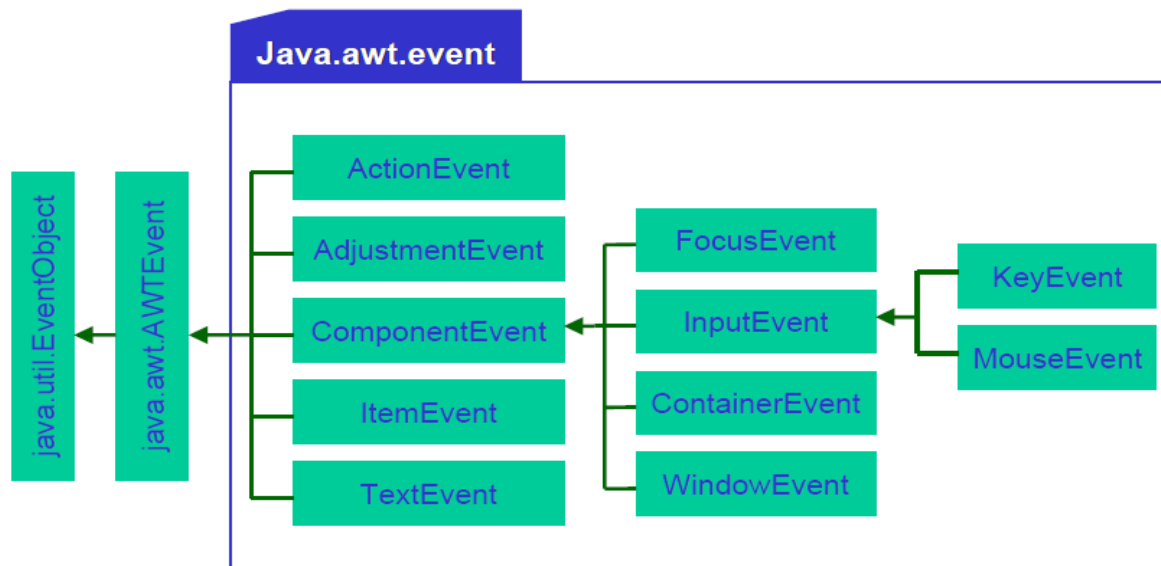 Java.awt.event
java.util.EventObject
java.awt.AWTEvent
ActionEvent
AdjustmentEvent
ComponentEvent
ItemEvent
TextEvent
FocusEvent
InputEvent
ContainerEvent
WindowEvent
KeyEvent
MouseEvent